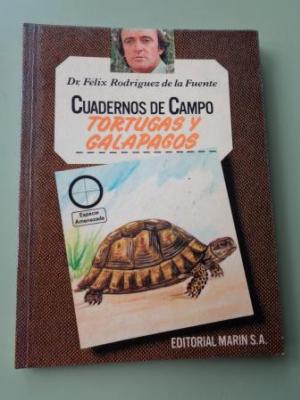 Dr. Félix Rodríguez de la Fuente
CUADERNOS DE CAMPO
TORTUGAS Y
GALAPAGOS
Especie
Amenazada
EDITORIAL MARIN S.A.